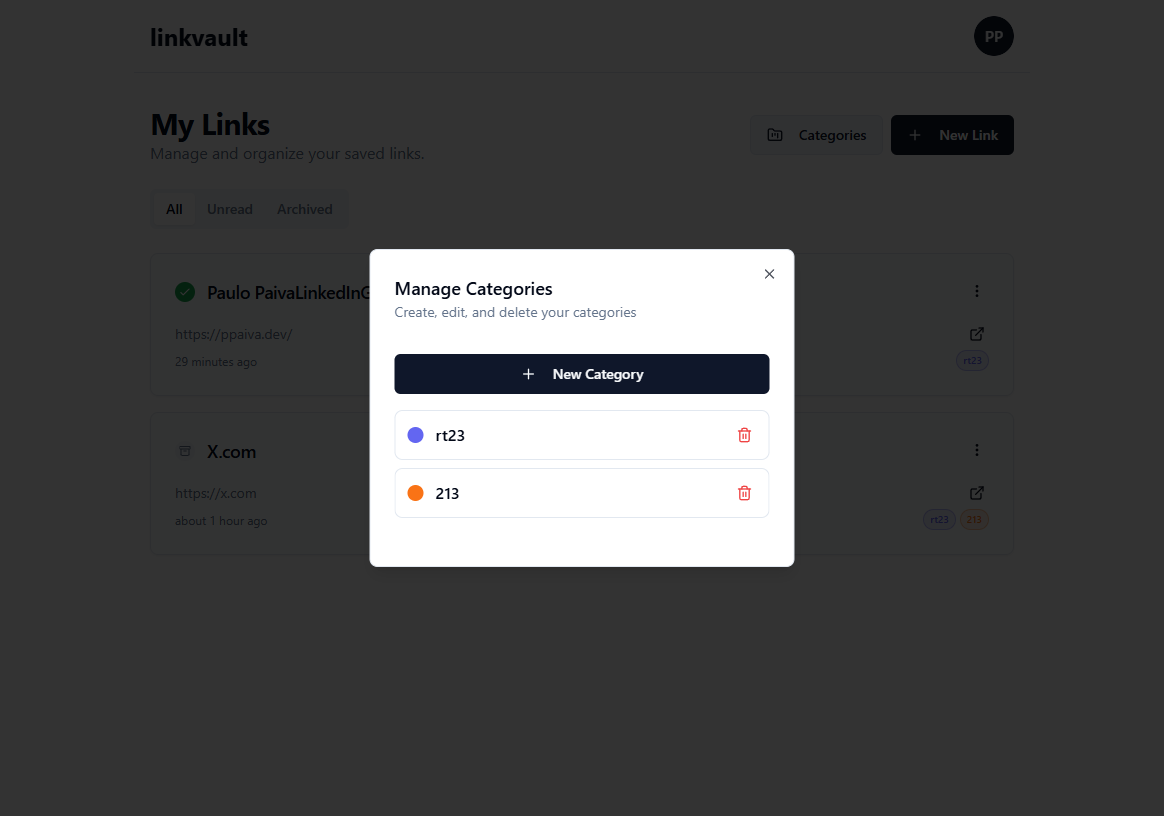 linkvault
PP
My Links
Manage and organize your saved links.
Categories
New Link
All
Unread
Archived
Paulo PaivaLinkedInG
https://ppaiva.dev/
29 minutes ago
rt23
X.com
https://x.com
about 1 hour ago
rt23
213
Manage Categories
Create, edit, and delete your categories
New Category
rt23
213